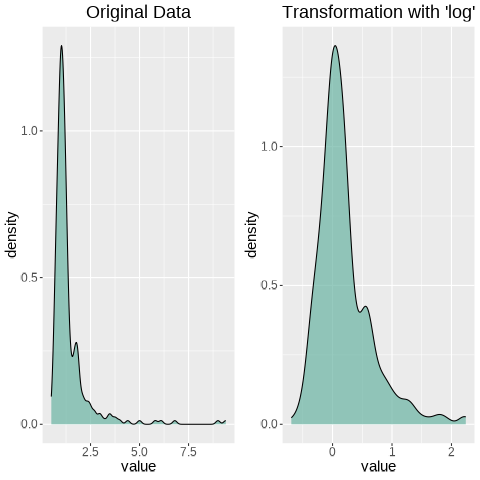 Original Data
density
0.0
0.5
1.0
2.5 5.0 7.5
value
Transformation with 'log'
density
0.0
0.5
1.0
0 1 2
value